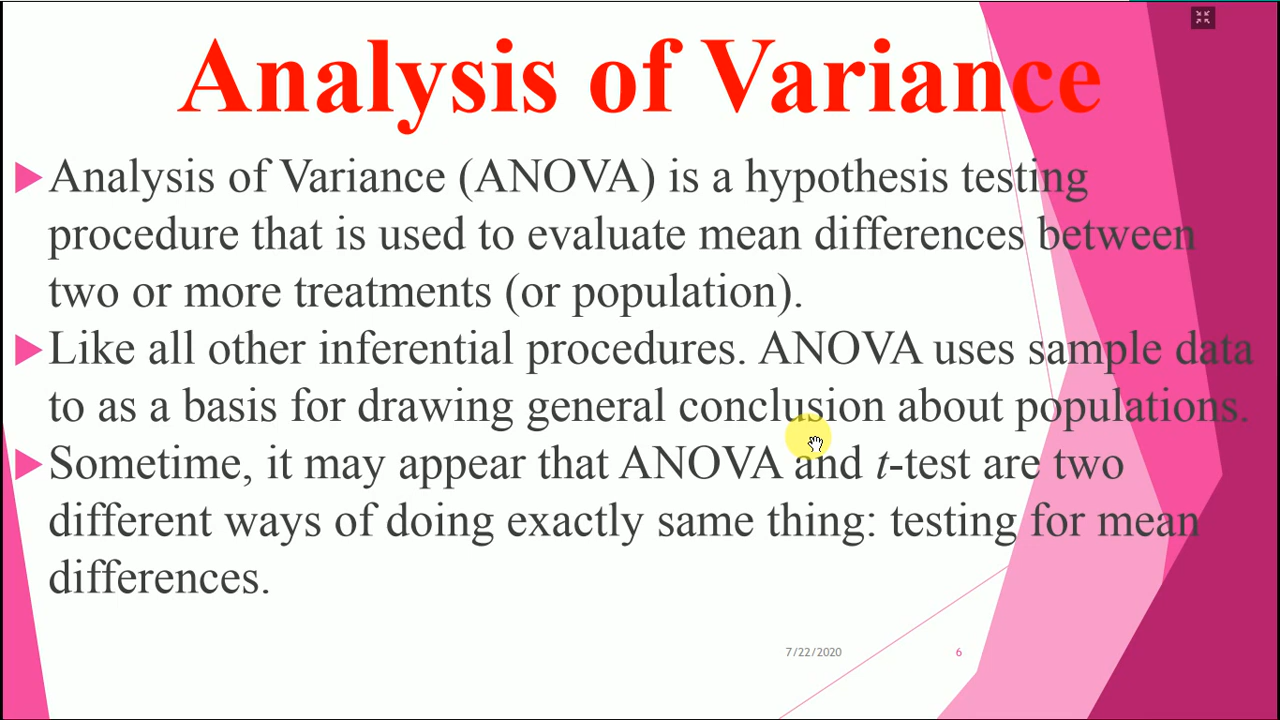 Analysis of Variance
Analysis of Variance (ANOVA) is a hypothesis testing
procedure that is used to evaluate mean differences between
two or more treatments (or population).
Like all other inferential procedures. ANOVA uses sample data
to as a basis for drawing general conclusion about populations.
Sometime, it may appear that ANOVA and t-test are two
different ways of doing exactly same thing: testing for mean
differences.
7/22/2020
6